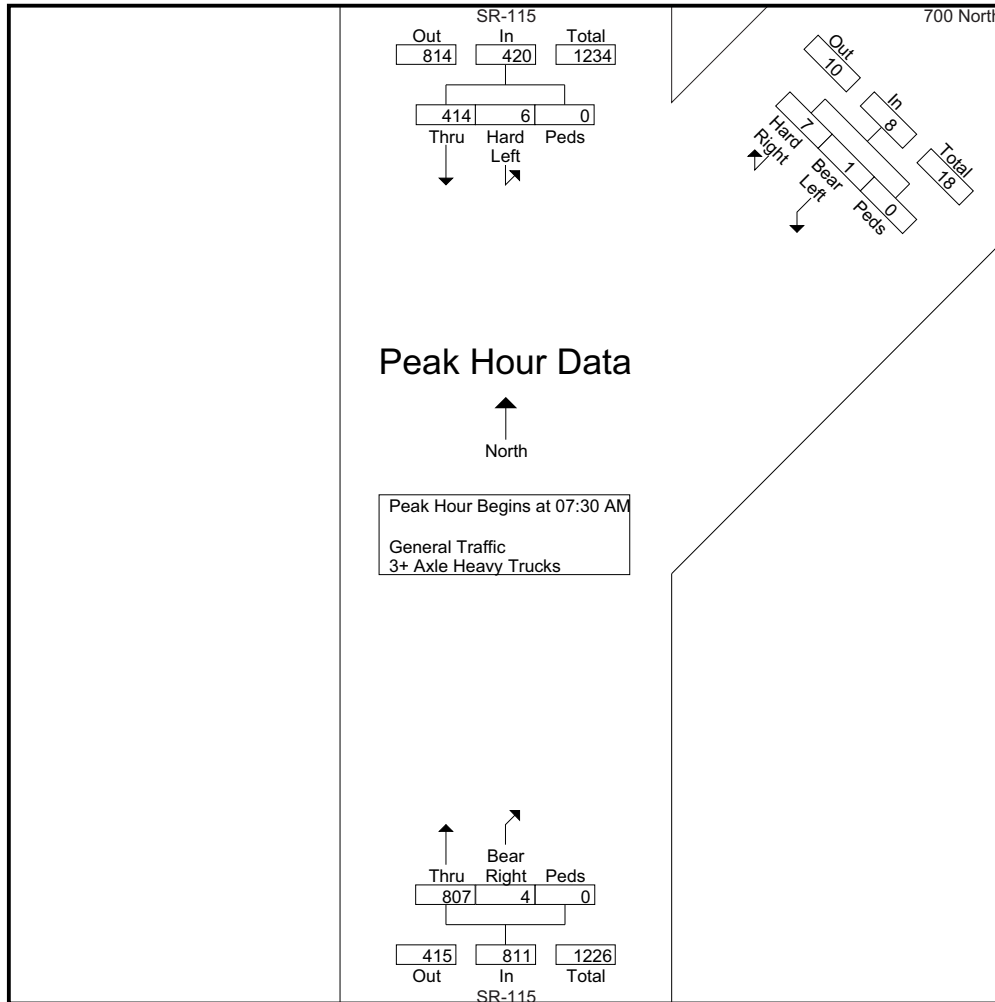 SR-115
700 North
Out In Total
814 420 1234
414 6 0
Thru Hard Left Peds
Out
10
In
8
Total
18
7 1 0
Hard Right
Bear Left
Peds
Peak Hour Data
North
Peak Hour Begins at 07:30 AM
General Traffic
3+ Axle Heavy Trucks
Thru Bear Right Peds
807 4 0
415 811 1226
Out In Total
SR-115